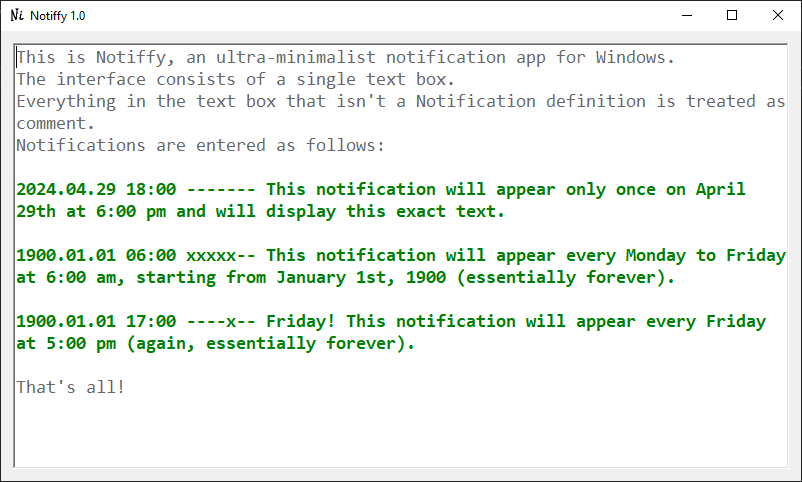 Notiffy 1.0
This is Notiffy, an ultra-minimalist notification app for Windows.
The interface consists of a single text box.
Everything in the text box that isn't a Notification definition is treated as
comment.
Notifications are entered as follows:
2024.04.29 18:00 ------- This notification will appear only once on April
29th at 6:00 pm and will display this exact text.
1900.01.01 06:00 xxxxx-- This notification will appear every Monday to Friday
at 6:00 am, starting from January 1st, 1900 (essentially forever).
1900.01.01 17:00 ----x-- Friday! This notification will appear every Friday
at 5:00 pm (again, essentially forever).
That's all!